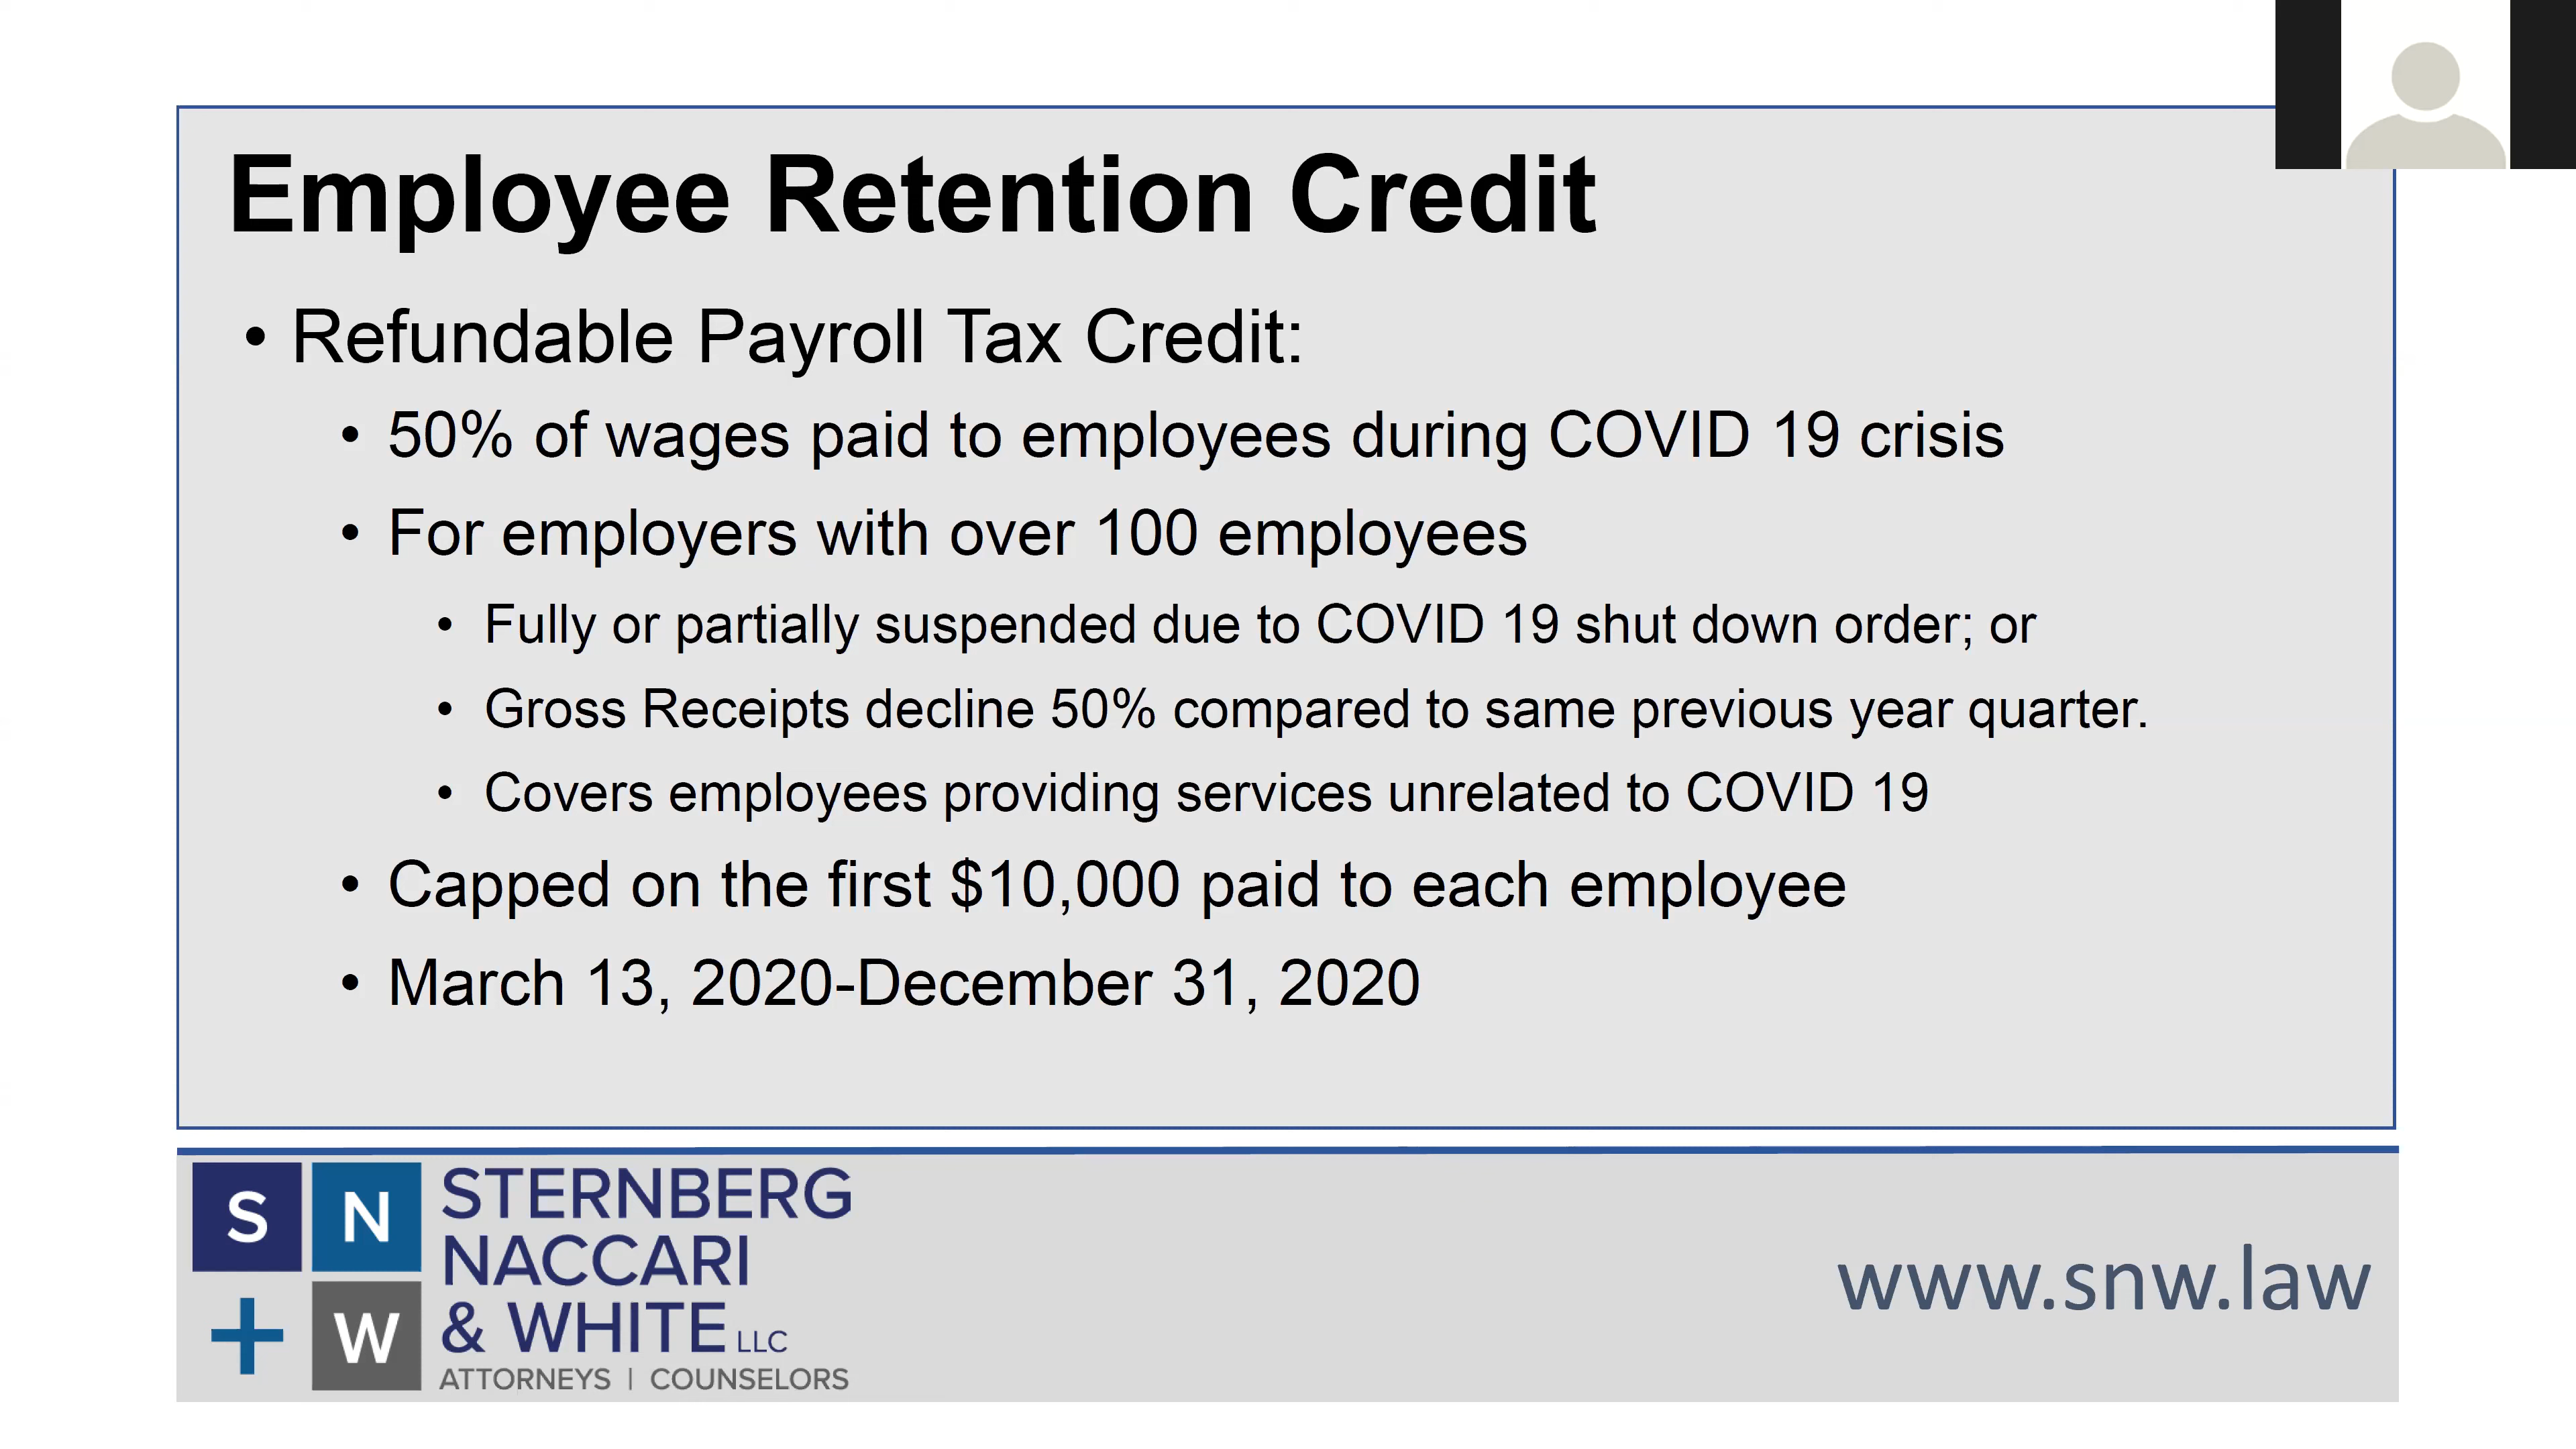 Employee Retention Credit
• Refundable Payroll Tax Credit:
• 50% of wages paid to employees during COVID 19 crisis
• For employers with over 100 employees
• Fully or partially suspended due to COVID 19 shut down order; or
• Gross Receipts decline 50% compared to same previous year quarter.
• Covers employees providing services unrelated to COVID 19
• Capped on the first $10,000 paid to each employee
• March 13, 2020-December 31, 2020
S N
+ W
STERNBERG
NACCARI
& WHITE LLC
ATTORNEYS | COUNSELORS
www.snw.law